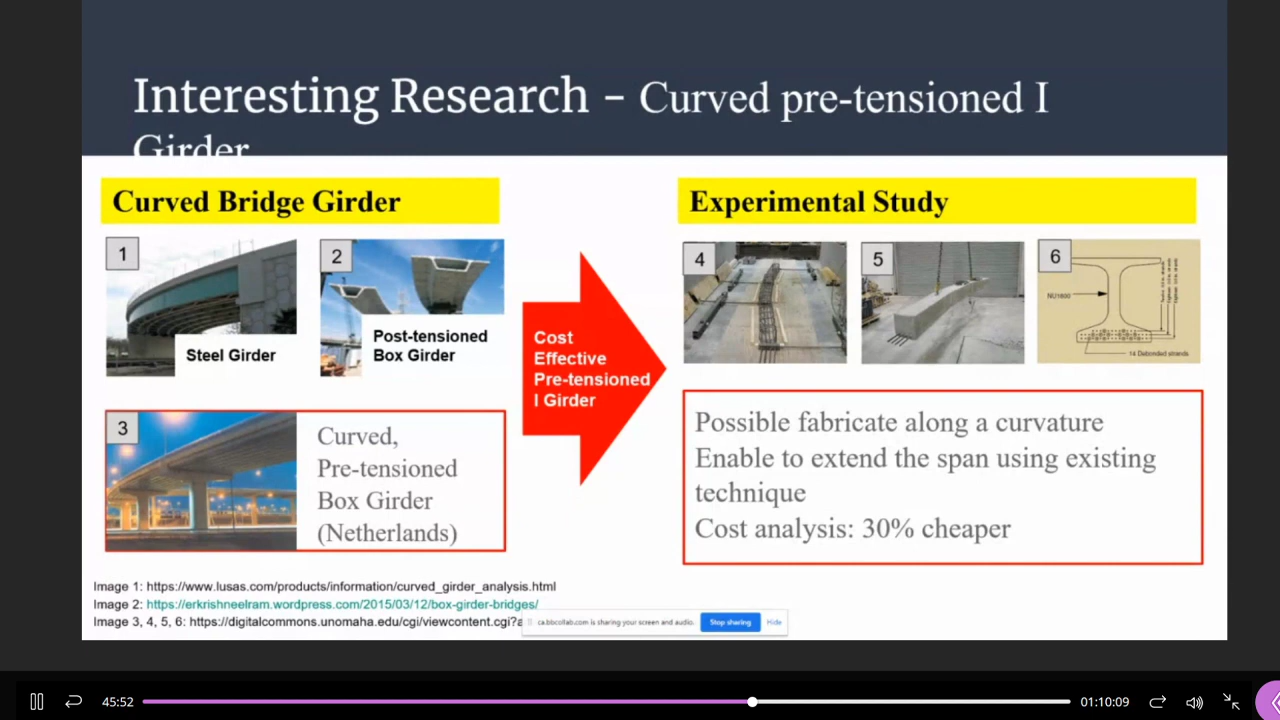 Interesting Research – Curved pre-tensioned I
Girder
Curved Bridge Girder
Experimental Study
1
2
Steel Girder
Post-tensioned
Box Girder
3
Curved,
Pre-tensioned
Box Girder
(Netherlands)
Cost
Effective
Pre-tensioned
I Girder
4
5
6
NU1600
14 Debonded strands
Possible fabricate along a curvature
Enable to extend the span using existing
technique
Cost analysis: 30% cheaper
Image 1: https://www.lusas.com/products/information/curved_girder_analysis.html
Image 2: https://erkrishneelram.wordpress.com/2015/03/12/box-girder-bridges/
Image 3, 4, 5, 6: https://digitalcommons.unomaha.edu/cgi/viewcontent.cgi?a
ca.bbcollab.com is sharing your screen and audio.
Stop sharing
Hide
45:52
01:10:09